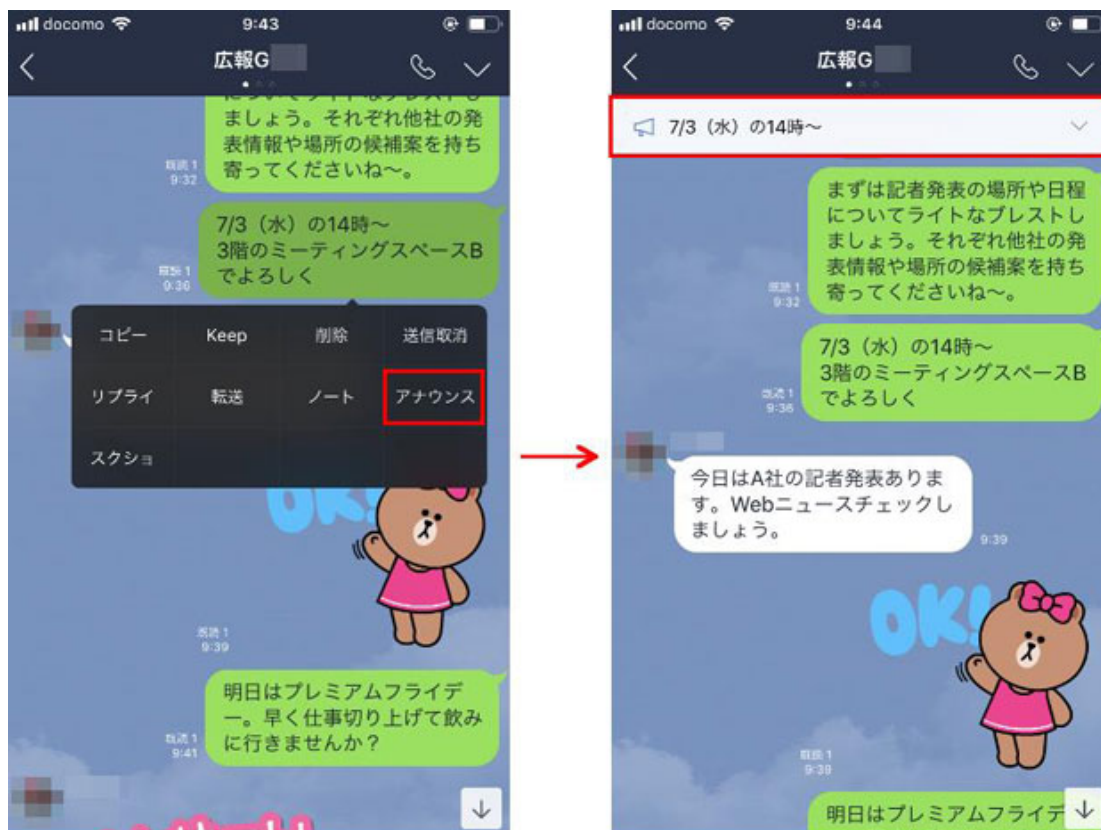 docomo 9:43
広報G
ましょう。それぞれ他社の発
表情報や場所の候補案を持ち
寄ってくださいね〜。
既読 1
9:32
7/3（水）の14時〜
3階のミーティングスペースB
でよろしく
既読 1
9:36
コピー Keep 削除 送信取消
リプライ 転送 ノート アナウンス
スクショ
OK!
既読 1
9:39
明日はプレミアムフライデ
ー。早く仕事切り上げて飲み
に行きませんか？
既読 1
9:41
docomo 9:44
広報G
7/3（水）の14時〜
まずは記者発表の場所や日程
についてライトなブレストし
ましょう。それぞれ他社の発
表情報や場所の候補案を持ち
寄ってくださいね〜。
既読 1
9:32
7/3（水）の14時〜
3階のミーティングスペースB
でよろしく
既読 1
9:36
今日はA社の記者発表ありま
す。Webニュースチェックし
ましょう。
9:39
OK!
既読 1
9:39
明日はプレミアムフライデ